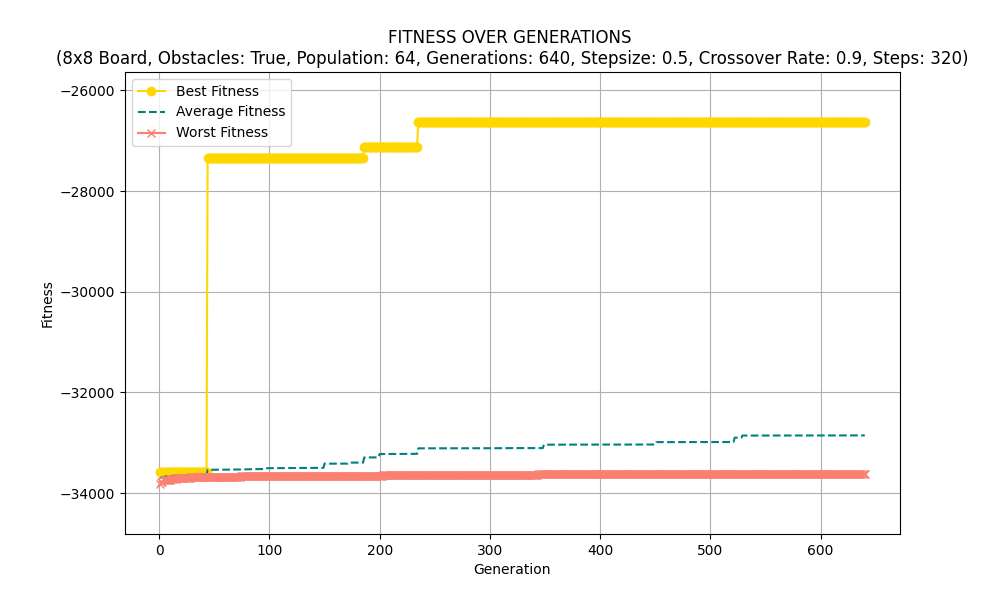 FITNESS OVER GENERATIONS
(8x8 Board, Obstacles: True, Population: 64, Generations: 640, Stepsize: 0.5, Crossover Rate: 0.9, Steps: 320)
Best Fitness
Average Fitness
Worst Fitness
Fitness
−26000
−28000
−30000
−32000
−34000
0 100 200 300 400 500 600
Generation